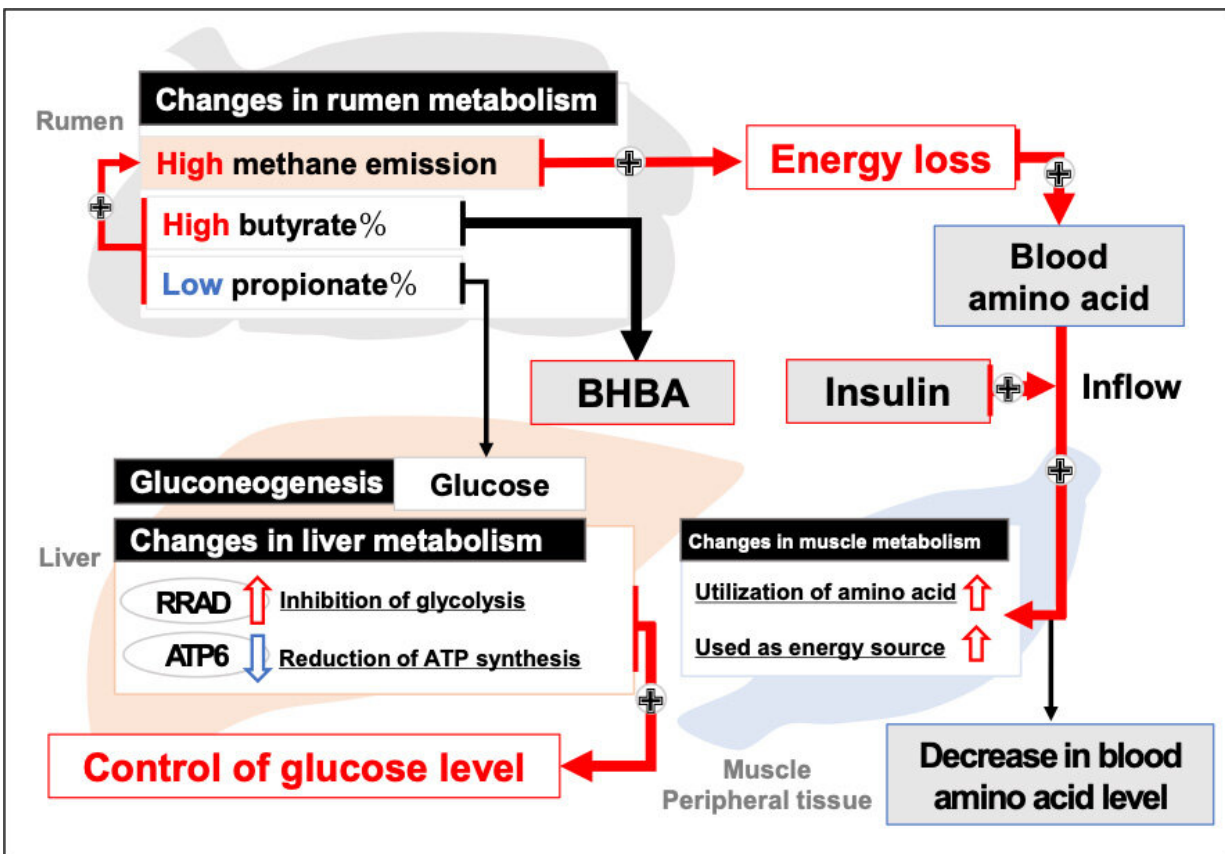 Changes in rumen metabolism
Rumen
High methane emission
Energy loss
High butyrate%
Low propionate%
Blood
amino acid
BHBA
Insulin
Inflow
Gluconeogenesis
Glucose
Changes in liver metabolism
Liver
RRAD
Inhibition of glycolysis
ATP6
Reduction of ATP synthesis
Changes in muscle metabolism
Utilization of amino acid
Used as energy source
Control of glucose level
Muscle
Peripheral tissue
Decrease in blood
amino acid level